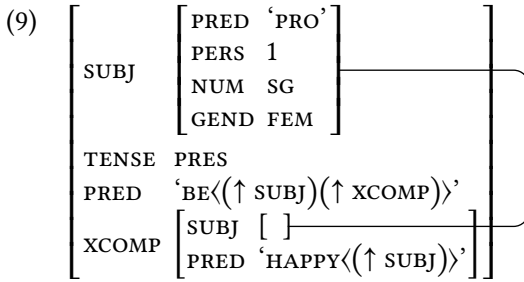 (9)
PRED ‘PRO’
PERS 1
SUBJ
NUM SG
GEND FEM
TENSE PRES
PRED ‘BE⟨(↑ SUBJ)(↑ XCOMP)⟩’
SUBJ [ ]
XCOMP
PRED ‘HAPPY⟨(↑ SUBJ)⟩’